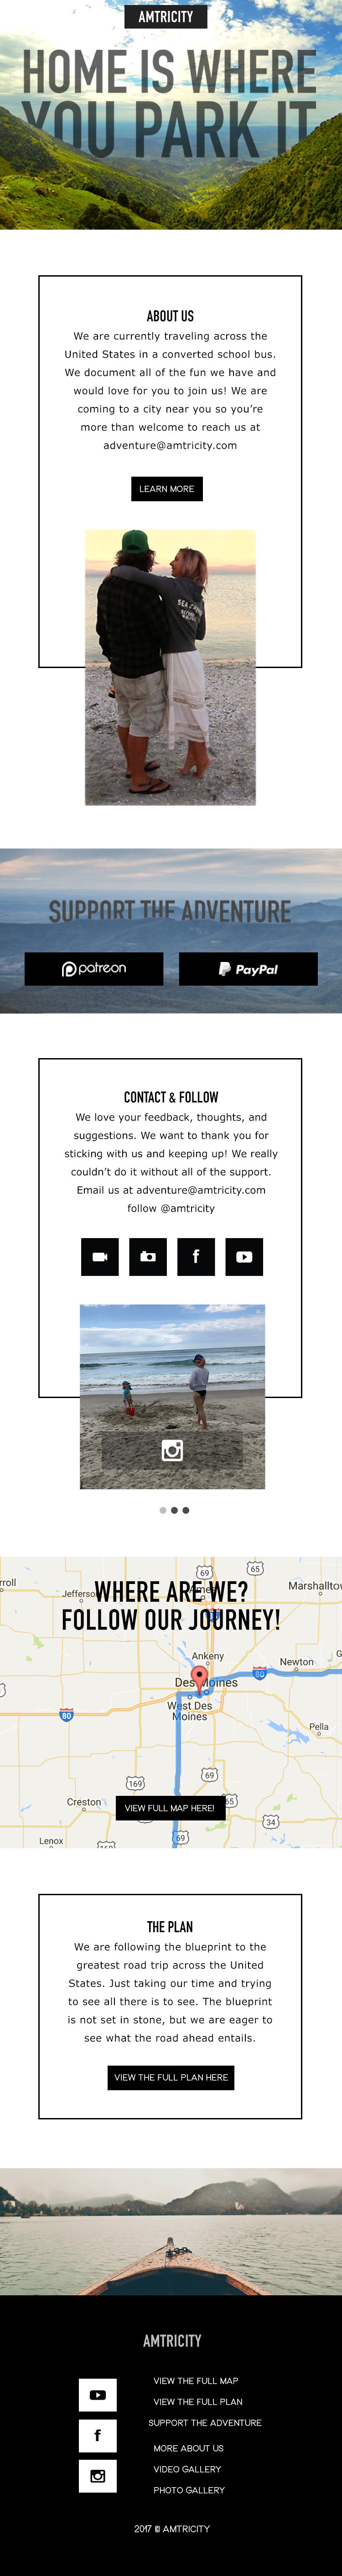 AMTRICITY
HOME IS WHERE
YOU PARK IT
ABOUT US
We are currently traveling across the
United States in a converted school bus.
We document all of the fun we have and
would love for you to join us! We are
coming to a city near you so you're
more than welcome to reach us at
adventure@amtricity.com
LEARN MORE
SUPPORT THE ADVENTURE
patreon
PayPal
CONTACT & FOLLOW
We love your feedback, thoughts, and
suggestions. We want to thank you for
sticking with us and keeping up! We really
couldn't do it without all of the support.
Email us at adventure@amtricity.com
follow @amtricity
f
69
65
rroll
Jefferson
Ames
Marshalltow
WHERE ARE WE?
FOLLOW OUR JOURNEY!
Ankeny
Newton
G
80
Des Moines
West Des
Moines
80
Pella
169
69
Creston
65
VIEW FULL MAP HERE!
34
69
Lenox
169
THE PLAN
We are following the blueprint to the
greatest road trip across the United
States. Just taking our time and trying
to see all there is to see. The blueprint
is not set in stone, but we are eager to
see what the road ahead entails.
VIEW THE FULL PLAN HERE
AMTRICITY
VIEW THE FULL MAP
VIEW THE FULL PLAN
SUPPORT THE ADVENTURE
f
MORE ABOUT US
VIDEO GALLERY
PHOTO GALLERY
2017 © AMTRICITY